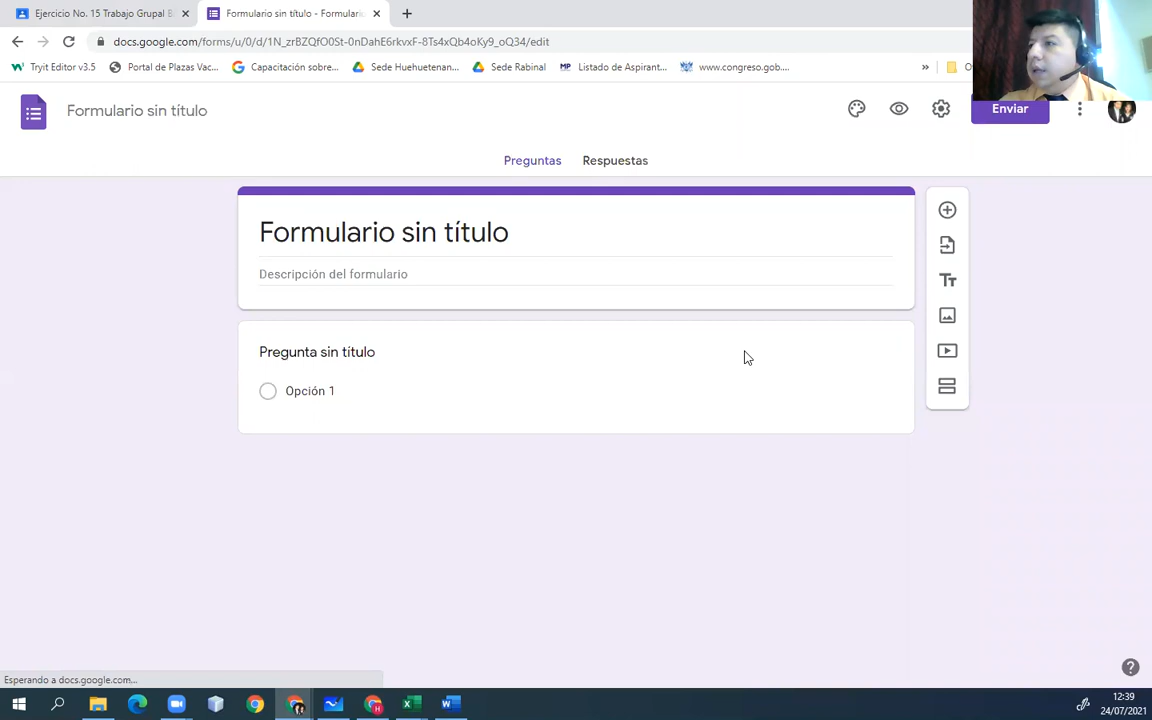 Ejercicio No. 15 Trabajo Grupal
Formulario sin título - Formulari
docs.google.com/forms/u/0/d/1N_zrBZQfO0St-0nDahE6rkvxF-8Ts4xQb4oKy9_oQ34/edit
Tryit Editor v3.5
Portal de Plazas Vac...
Capacitación sobre...
Sede Huehuetenan...
Sede Rabinal
MP Listado de Aspirant...
www.congreso.gob....
»
Formulario sin título
Enviar
Preguntas
Respuestas
Formulario sin título
Descripción del formulario
Pregunta sin título
Opción 1
Esperando a docs.google.com...
12:39
24/07/2021